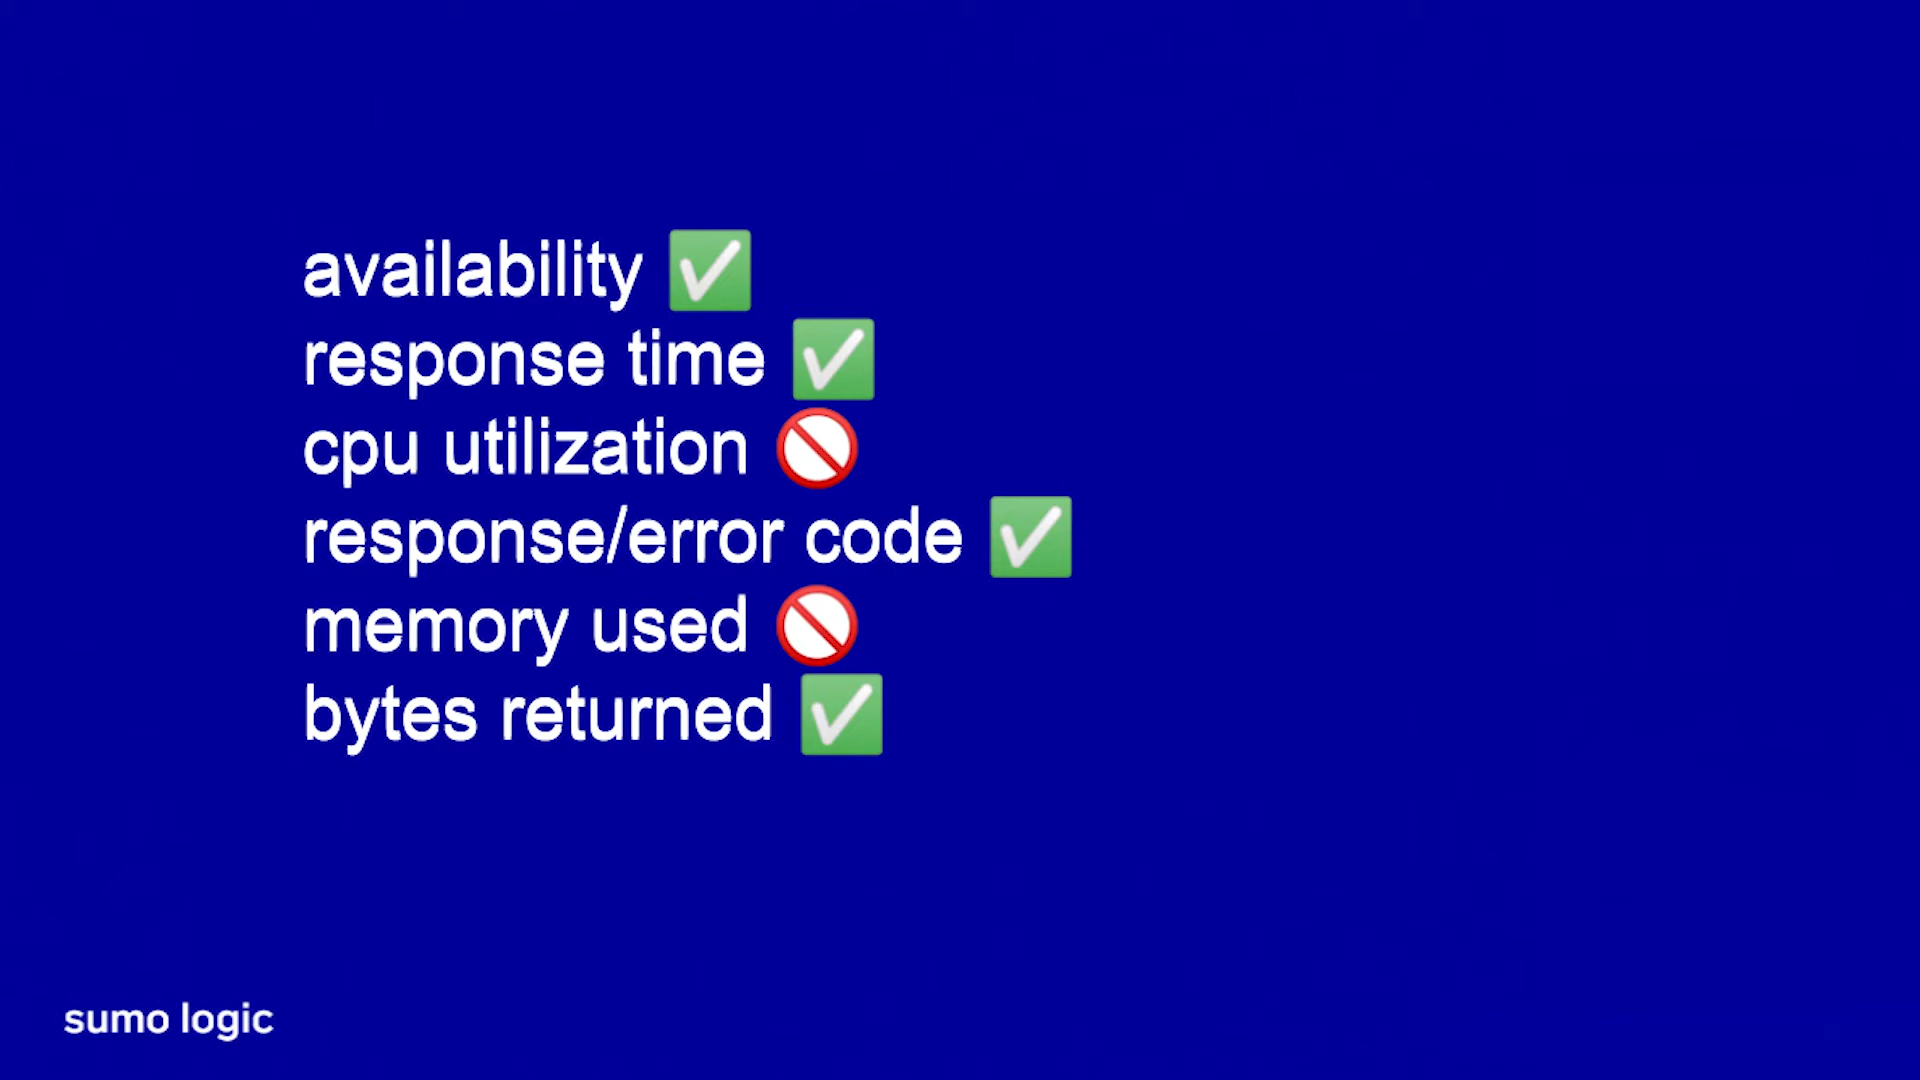 availability ✅
response time ✅
cpu utilization 🚫
response/error code ✅
memory used 🚫
bytes returned ✅
sumo logic